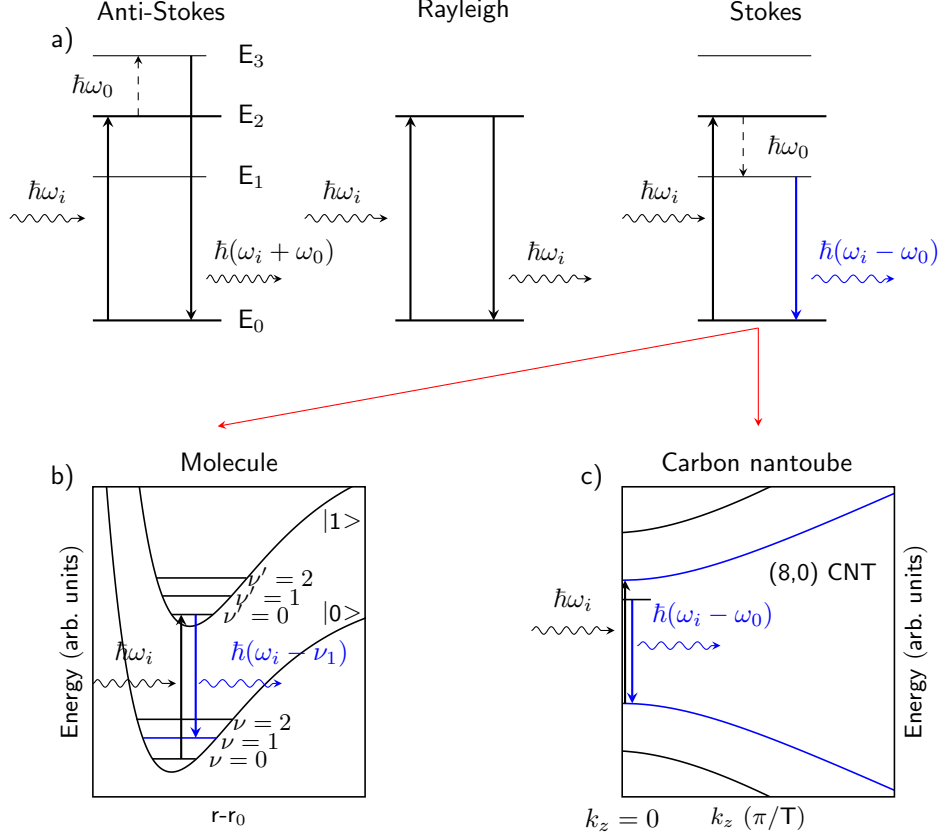 Anti-Stokes
Rayleigh
Stokes
a)
E₃
ħω₀
E₂
E₁
ħωᵢ
ħ(ωᵢ + ω₀)
E₀
ħωᵢ
ħωᵢ
ħω₀
ħωᵢ
ħ(ωᵢ − ω₀)
b)
Molecule
|1>
ν′ = 2
ν′ = 1
ν′ = 0
|0>
ħωᵢ
ħ(ωᵢ − ν₁)
ν = 2
ν = 1
ν = 0
Energy (arb. units)
r-r₀
c)
Carbon nantoube
(8,0) CNT
ħωᵢ
ħ(ωᵢ − ω₀)
Energy (arb. units)
k_z = 0
k_z (π/T)